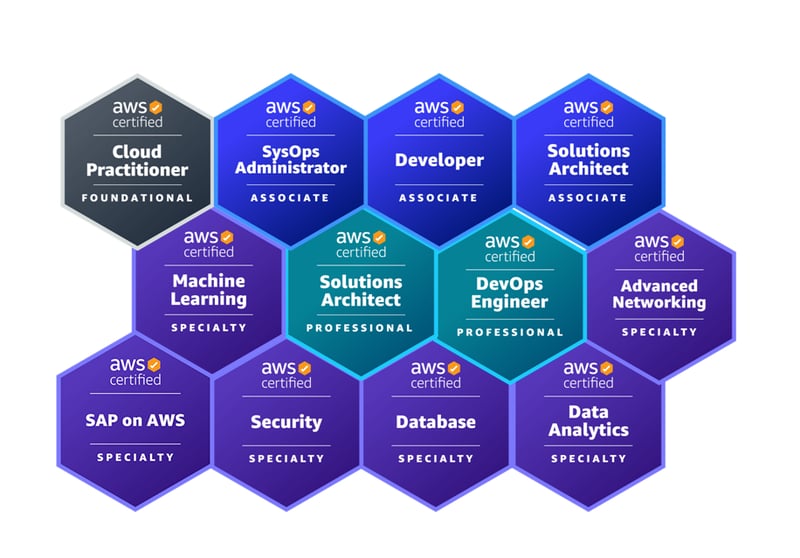 aws
certified
Cloud
Practitioner
FOUNDATIONAL
aws
certified
SysOps
Administrator
ASSOCIATE
aws
certified
Developer
ASSOCIATE
aws
certified
Solutions
Architect
ASSOCIATE
aws
certified
Machine
Learning
SPECIALTY
aws
certified
Solutions
Architect
PROFESSIONAL
aws
certified
DevOps
Engineer
PROFESSIONAL
aws
certified
Advanced
Networking
SPECIALTY
aws
certified
SAP on AWS
SPECIALTY
aws
certified
Security
SPECIALTY
aws
certified
Database
SPECIALTY
aws
certified
Data
Analytics
SPECIALTY